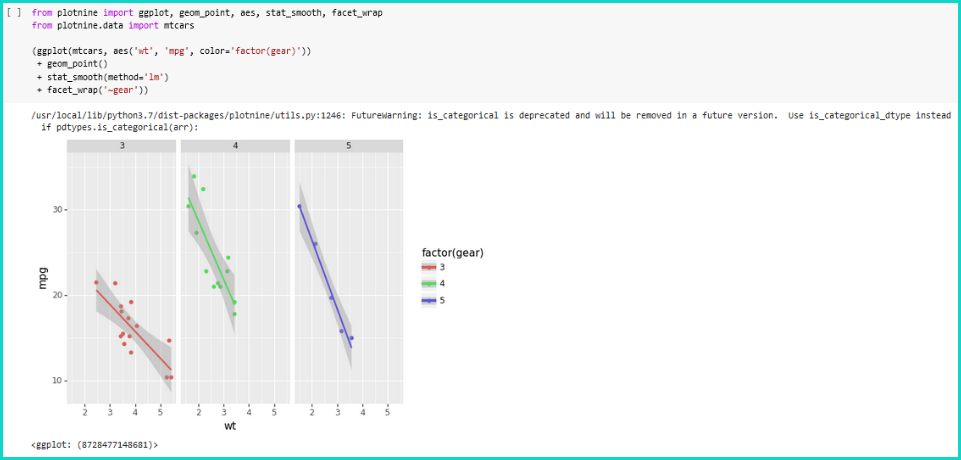 [ ] from plotnine import ggplot, geom_point, aes, stat_smooth, facet_wrap
from plotnine.data import mtcars
(ggplot(mtcars, aes('wt', 'mpg', color='factor(gear)'))
+ geom_point()
+ stat_smooth(method='lm')
+ facet_wrap('~gear'))
/usr/local/lib/python3.7/dist-packages/plotnine/utils.py:1246: FutureWarning: is_categorical is deprecated and will be removed in a future version.  Use is_categorical_dtype instead
if pdtypes.is_categorical(arr):
3 4 5
30
20
10
mpg
2 3 4 5 2 3 4 5 2 3 4 5
wt
factor(gear)
3
4
5
<ggplot: (8728477148681)>